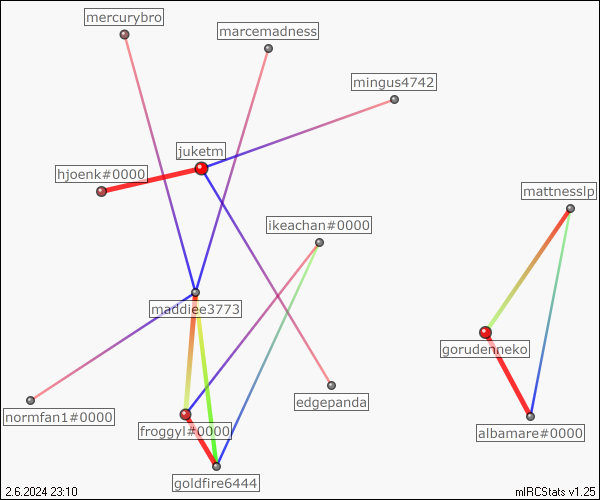 mercurybro
marcemadness
mingus4742
juketm
hjoenk#0000
mattnesslp
ikeachan#0000
maddiee3773
gorudenneko
edgepanda
normfan1#0000
froggyl#0000
albamare#0000
goldfire6444
2.6.2024 23:10
mIRCStats v1.25